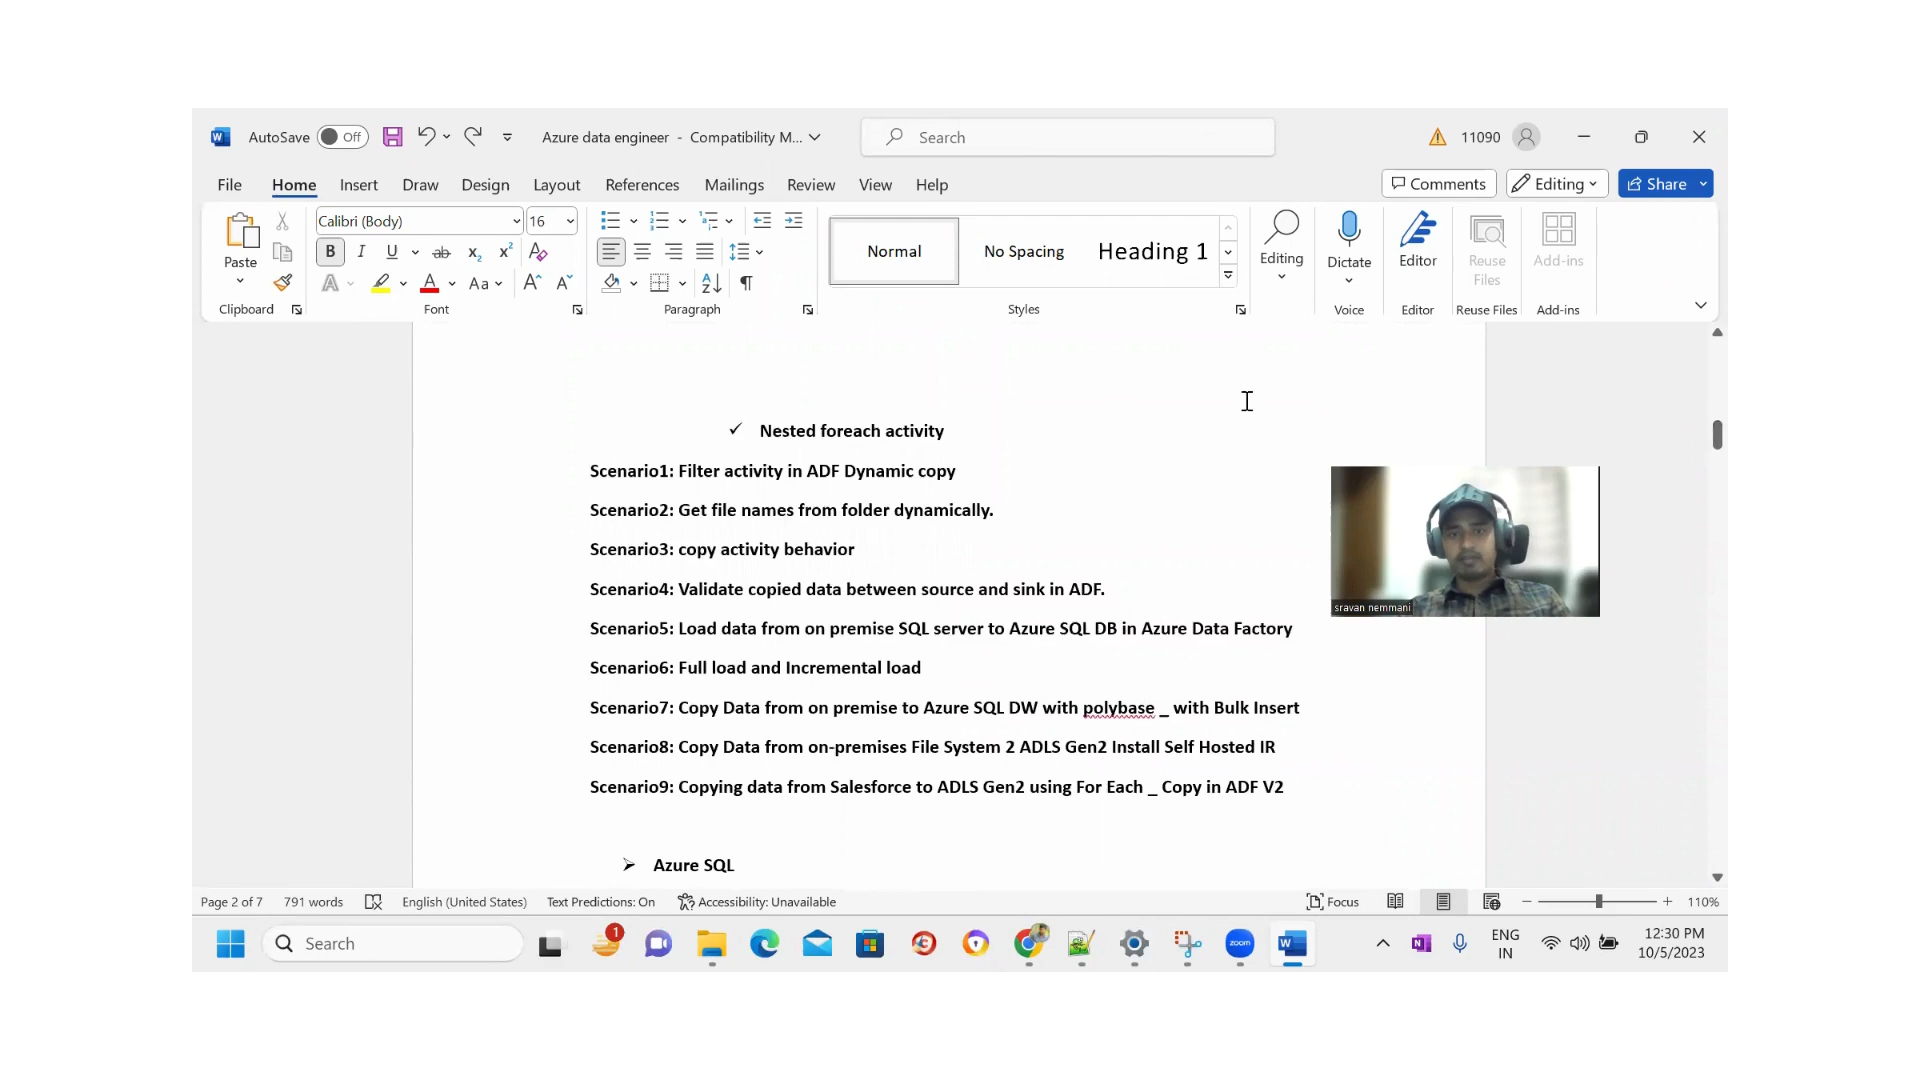 AutoSave Off Azure data engineer - Compatibility M... Search 11090
File Home Insert Draw Design Layout References Mailings Review View Help Comments Editing Share
Calibri (Body) 16
Paste
B I U ab x2 x2 A
A A Aa A A
Normal No Spacing Heading 1
Editing Dictate Editor Reuse Files Add-ins
Clipboard Font Paragraph Styles Voice Editor Reuse Files Add-ins
✓ Nested foreach activity
Scenario1: Filter activity in ADF Dynamic copy
Scenario2: Get file names from folder dynamically.
Scenario3: copy activity behavior
Scenario4: Validate copied data between source and sink in ADF.
Scenario5: Load data from on premise SQL server to Azure SQL DB in Azure Data Factory
Scenario6: Full load and Incremental load
Scenario7: Copy Data from on premise to Azure SQL DW with polybase _ with Bulk Insert
Scenario8: Copy Data from on-premises File System 2 ADLS Gen2 Install Self Hosted IR
Scenario9: Copying data from Salesforce to ADLS Gen2 using For Each _ Copy in ADF V2
sravan nemmani
➢ Azure SQL
Page 2 of 7 791 words English (United States) Text Predictions: On Accessibility: Unavailable Focus 110%
Search 1 zoom ENG IN 12:30 PM
10/5/2023